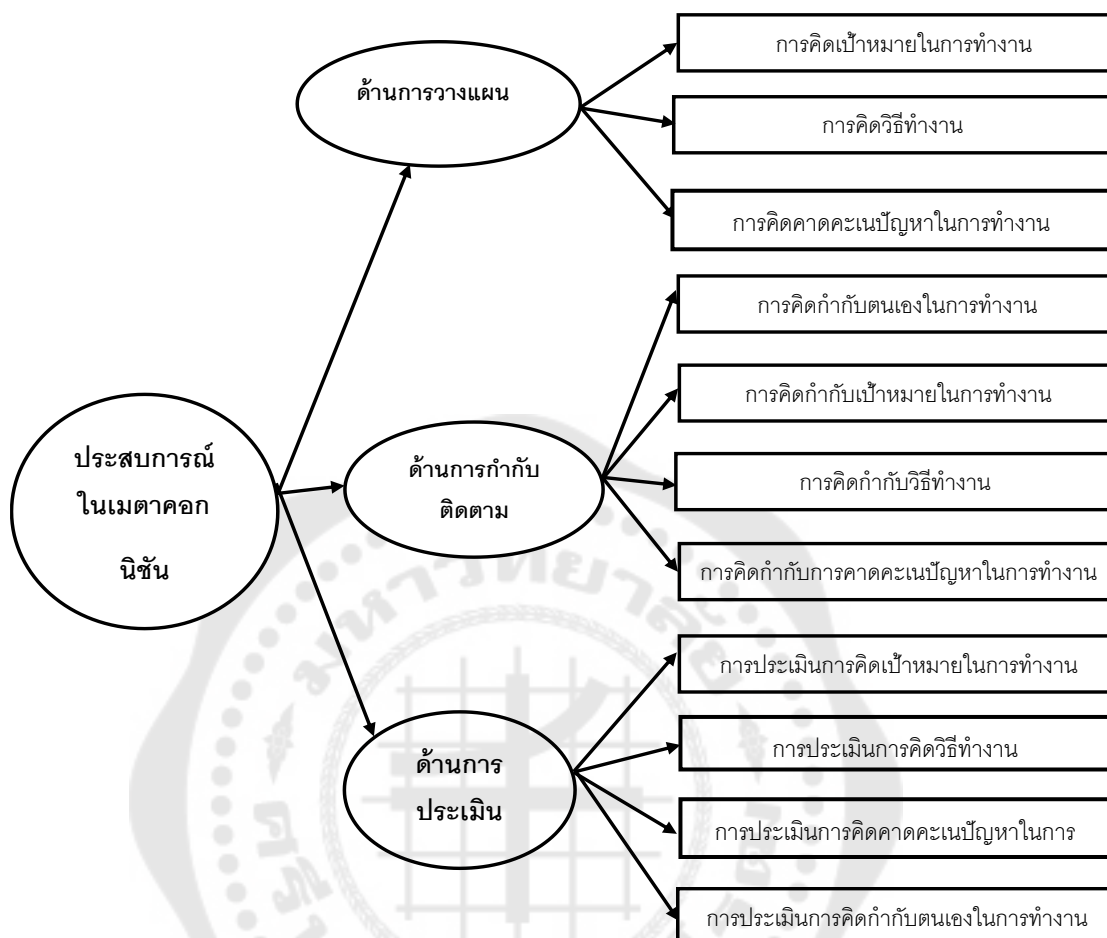 ด้านการวางแผน
การคิดเป้าหมายในการทำงาน
การคิดวิธีทำงาน
การคิดคาดคะเนปัญหาในการทำงาน
ประสบการณ์
ในเมตาคอก
นิชัน
ด้านการกำกับ
ติดตาม
การคิดกำกับตนเองในการทำงาน
การคิดกำกับเป้าหมายในการทำงาน
การคิดกำกับวิธีทำงาน
การคิดกำกับการคาดคะเนปัญหาในการทำงาน
ด้านการ
ประเมิน
การประเมินการคิดเป้าหมายในการทำงาน
การประเมินการคิดวิธีทำงาน
การประเมินการคิดคาดคะเนปัญหาในการ
การประเมินการคิดกำกับตนเองในการทำงาน
มหาวิทยาลัย